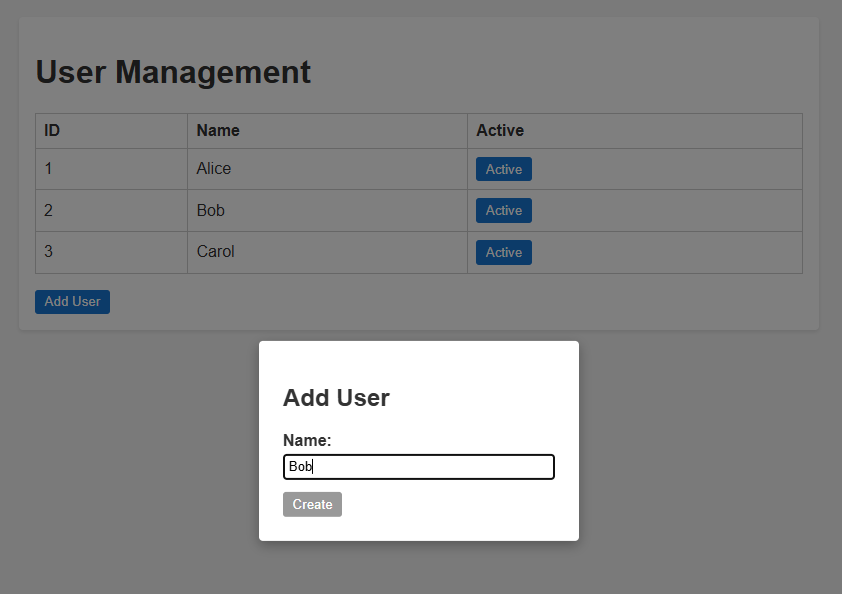 User Management
ID Name Active
1 Alice Active
2 Bob Active
3 Carol Active
Add User
Add User
Name:
Bob
Create